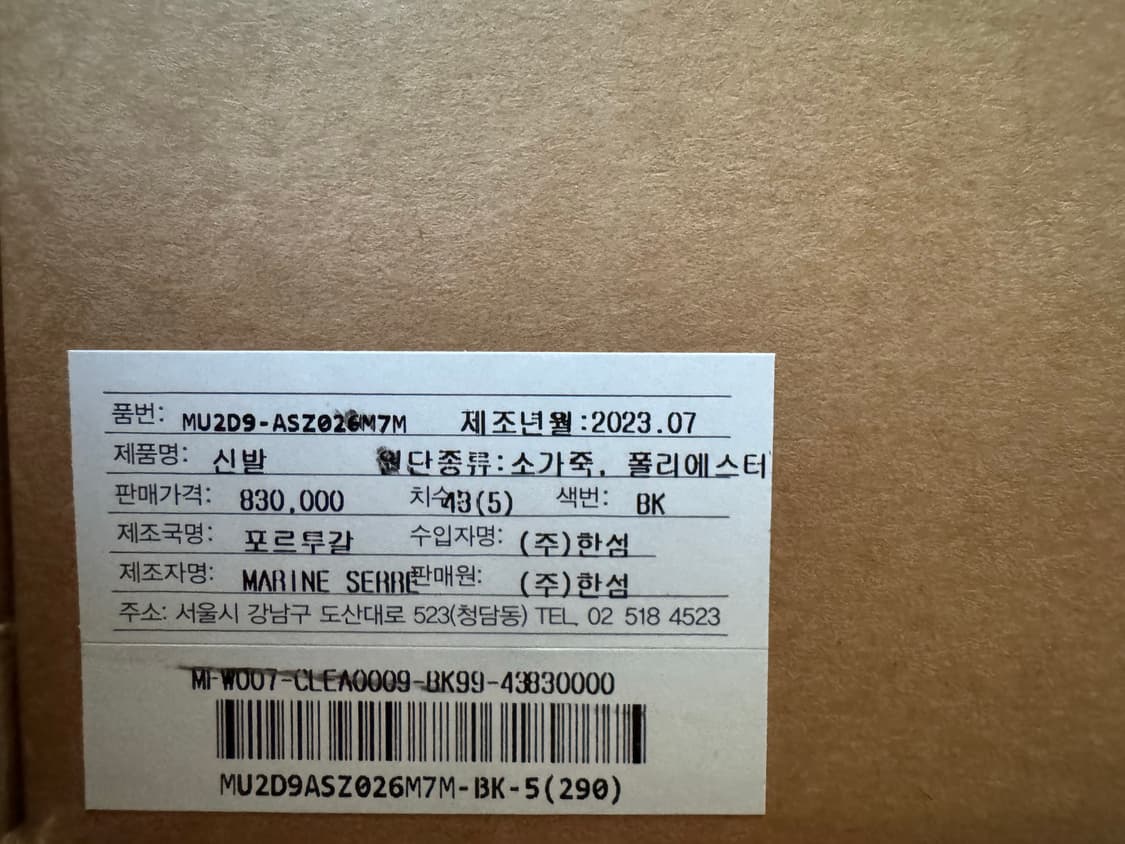 품번: MU2D9-ASZ026M7M 제조년월:2023.07
제품명: 신발 원단종류:소가죽, 폴리에스터
판매가격: 830,000 치수: 43(5) 색번: BK
제조국명: 포르투갈 수입자명: (주)한섬
제조자명: MARINE SERRE 판매원: (주)한섬
주소: 서울시 강남구 도산대로 523(청담동) TEL. 02 518 4523
MFW007-CLEA0009-BK99-43830000
MU2D9ASZ026M7M-BK-5(290)